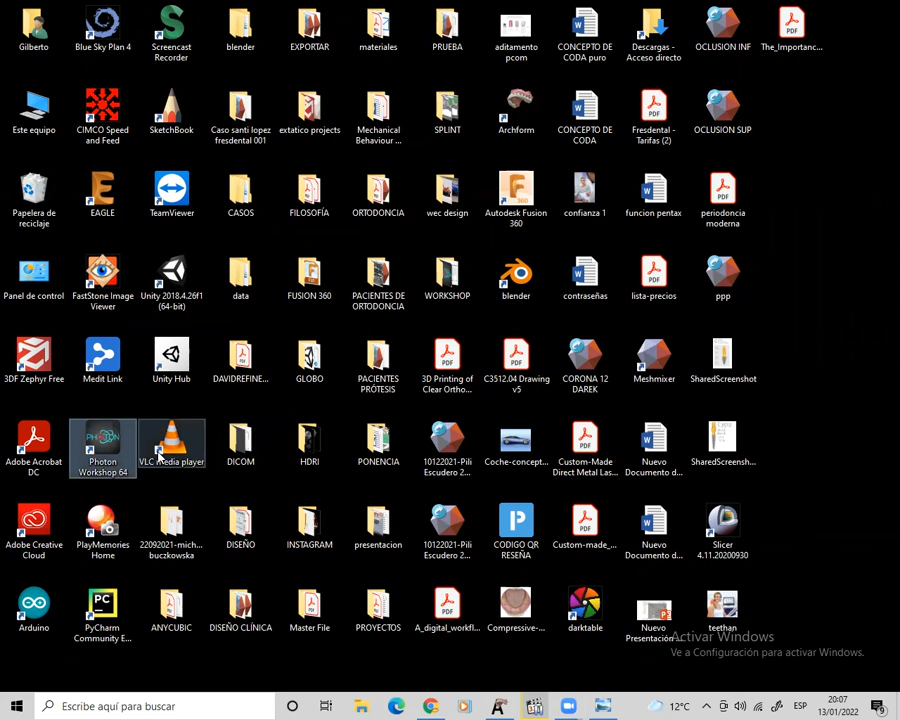 Gilberto
Blue Sky Plan 4
Screencast
Recorder
blender
EXPORTAR
materiales
PRUEBA
aditamento
pcom
CONCEPTO DE
CODA puro
Descargas -
Acceso directo
OCLUSION INF
The_Importanc...
Este equipo
CIMCO Speed
and Feed
SketchBook
Caso santi lopez
fresdental 001
extatico projects
Mechanical
Behaviour ...
SPLINT
Archform
CONCEPTO DE
CODA
Fresdental -
Tarifas (2)
OCLUSION SUP
Papelera de
reciclaje
EAGLE
TeamViewer
CASOS
FILOSOFÍA
ORTODONCIA
wec design
Autodesk Fusion
360
confianza 1
funcion pentax
periodoncia
moderna
Panel de control
FastStone Image
Viewer
Unity 2018.4.26f1
(64-bit)
data
FUSION 360
PACIENTES DE
ORTODONCIA
WORKSHOP
blender
contraseñas
lista-precios
ppp
3DF Zephyr Free
Medit Link
Unity Hub
DAVIDREFINE...
GLOBO
PACIENTES
PRÓTESIS
3D Printing of
Clear Ortho...
C3512.04 Drawing
v5
CORONA 12
DAREK
Meshmixer
SharedScreenshot
Adobe Acrobat
DC
Photon
Workshop 64
VLC media player
DICOM
HDRI
PONENCIA
10122021-Pili
Escudero 2...
Coche-concept...
Custom-Made
Direct Metal Las...
Nuevo
Documento d...
SharedScreensh...
Adobe Creative
Cloud
PlayMemories
Home
22092021-mich...
buczkowska
DISEÑO
INSTAGRAM
presentacion
10122021-Pili
Escudero 2...
CODIGO QR
RESEÑA
Custom-made_...
Nuevo
Documento d...
Slicer
4.11.20200930
Arduino
PyCharm
Community E...
ANYCUBIC
DISEÑO CLÍNICA
Master File
PROYECTOS
A_digital_workfl...
Compressive-...
darktable
Nuevo
Presentación...
teethan
Activar Windows
Ve a Configuración para activar Windows.
Escribe aquí para buscar
12°C
ESP
20:07
13/01/2022